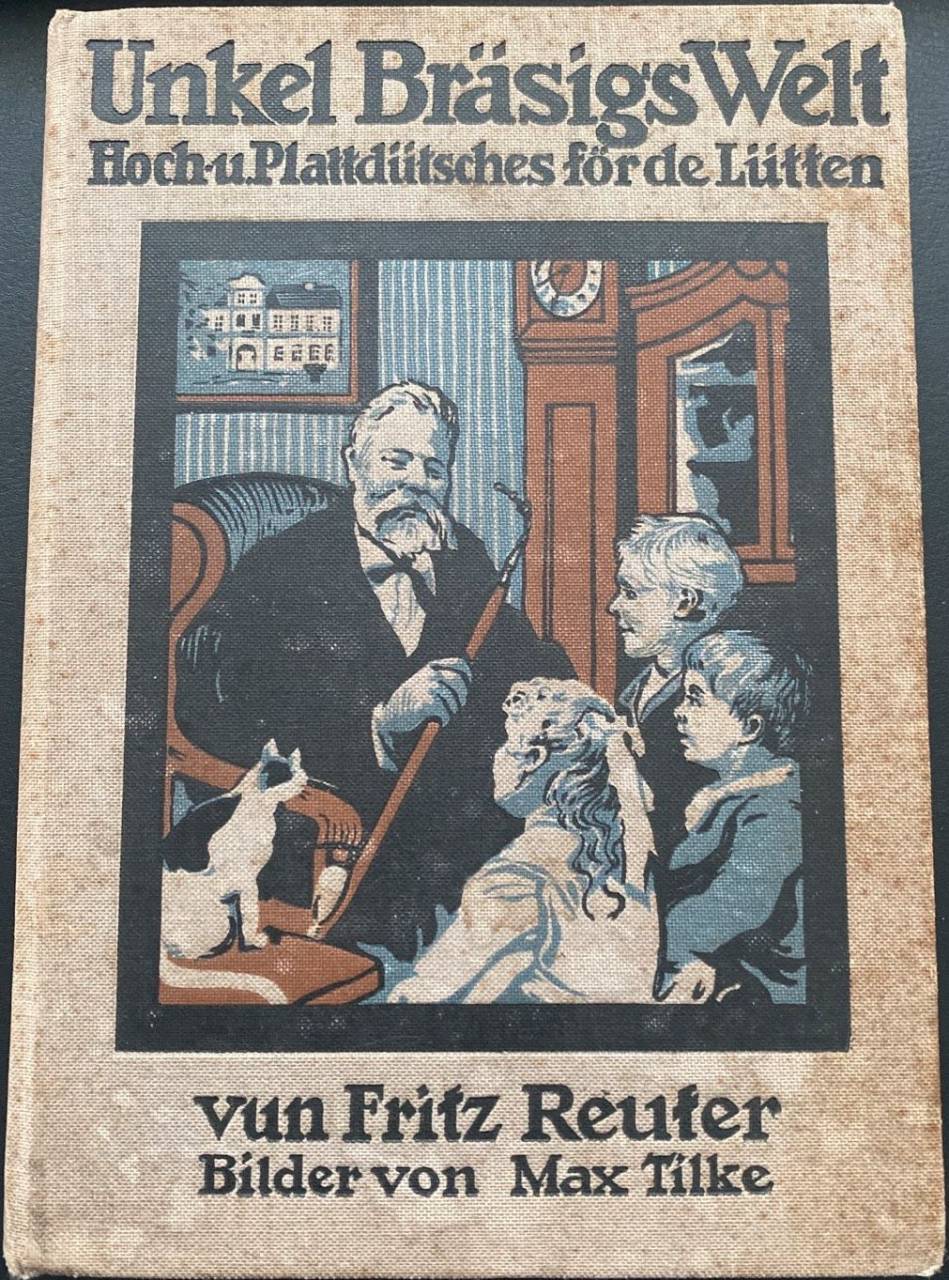 Unkel Bräsigs Welt
Hoch-u. Plattdütsches för de Lütten
vun Fritz Reuter
Bilder von Max Tilke